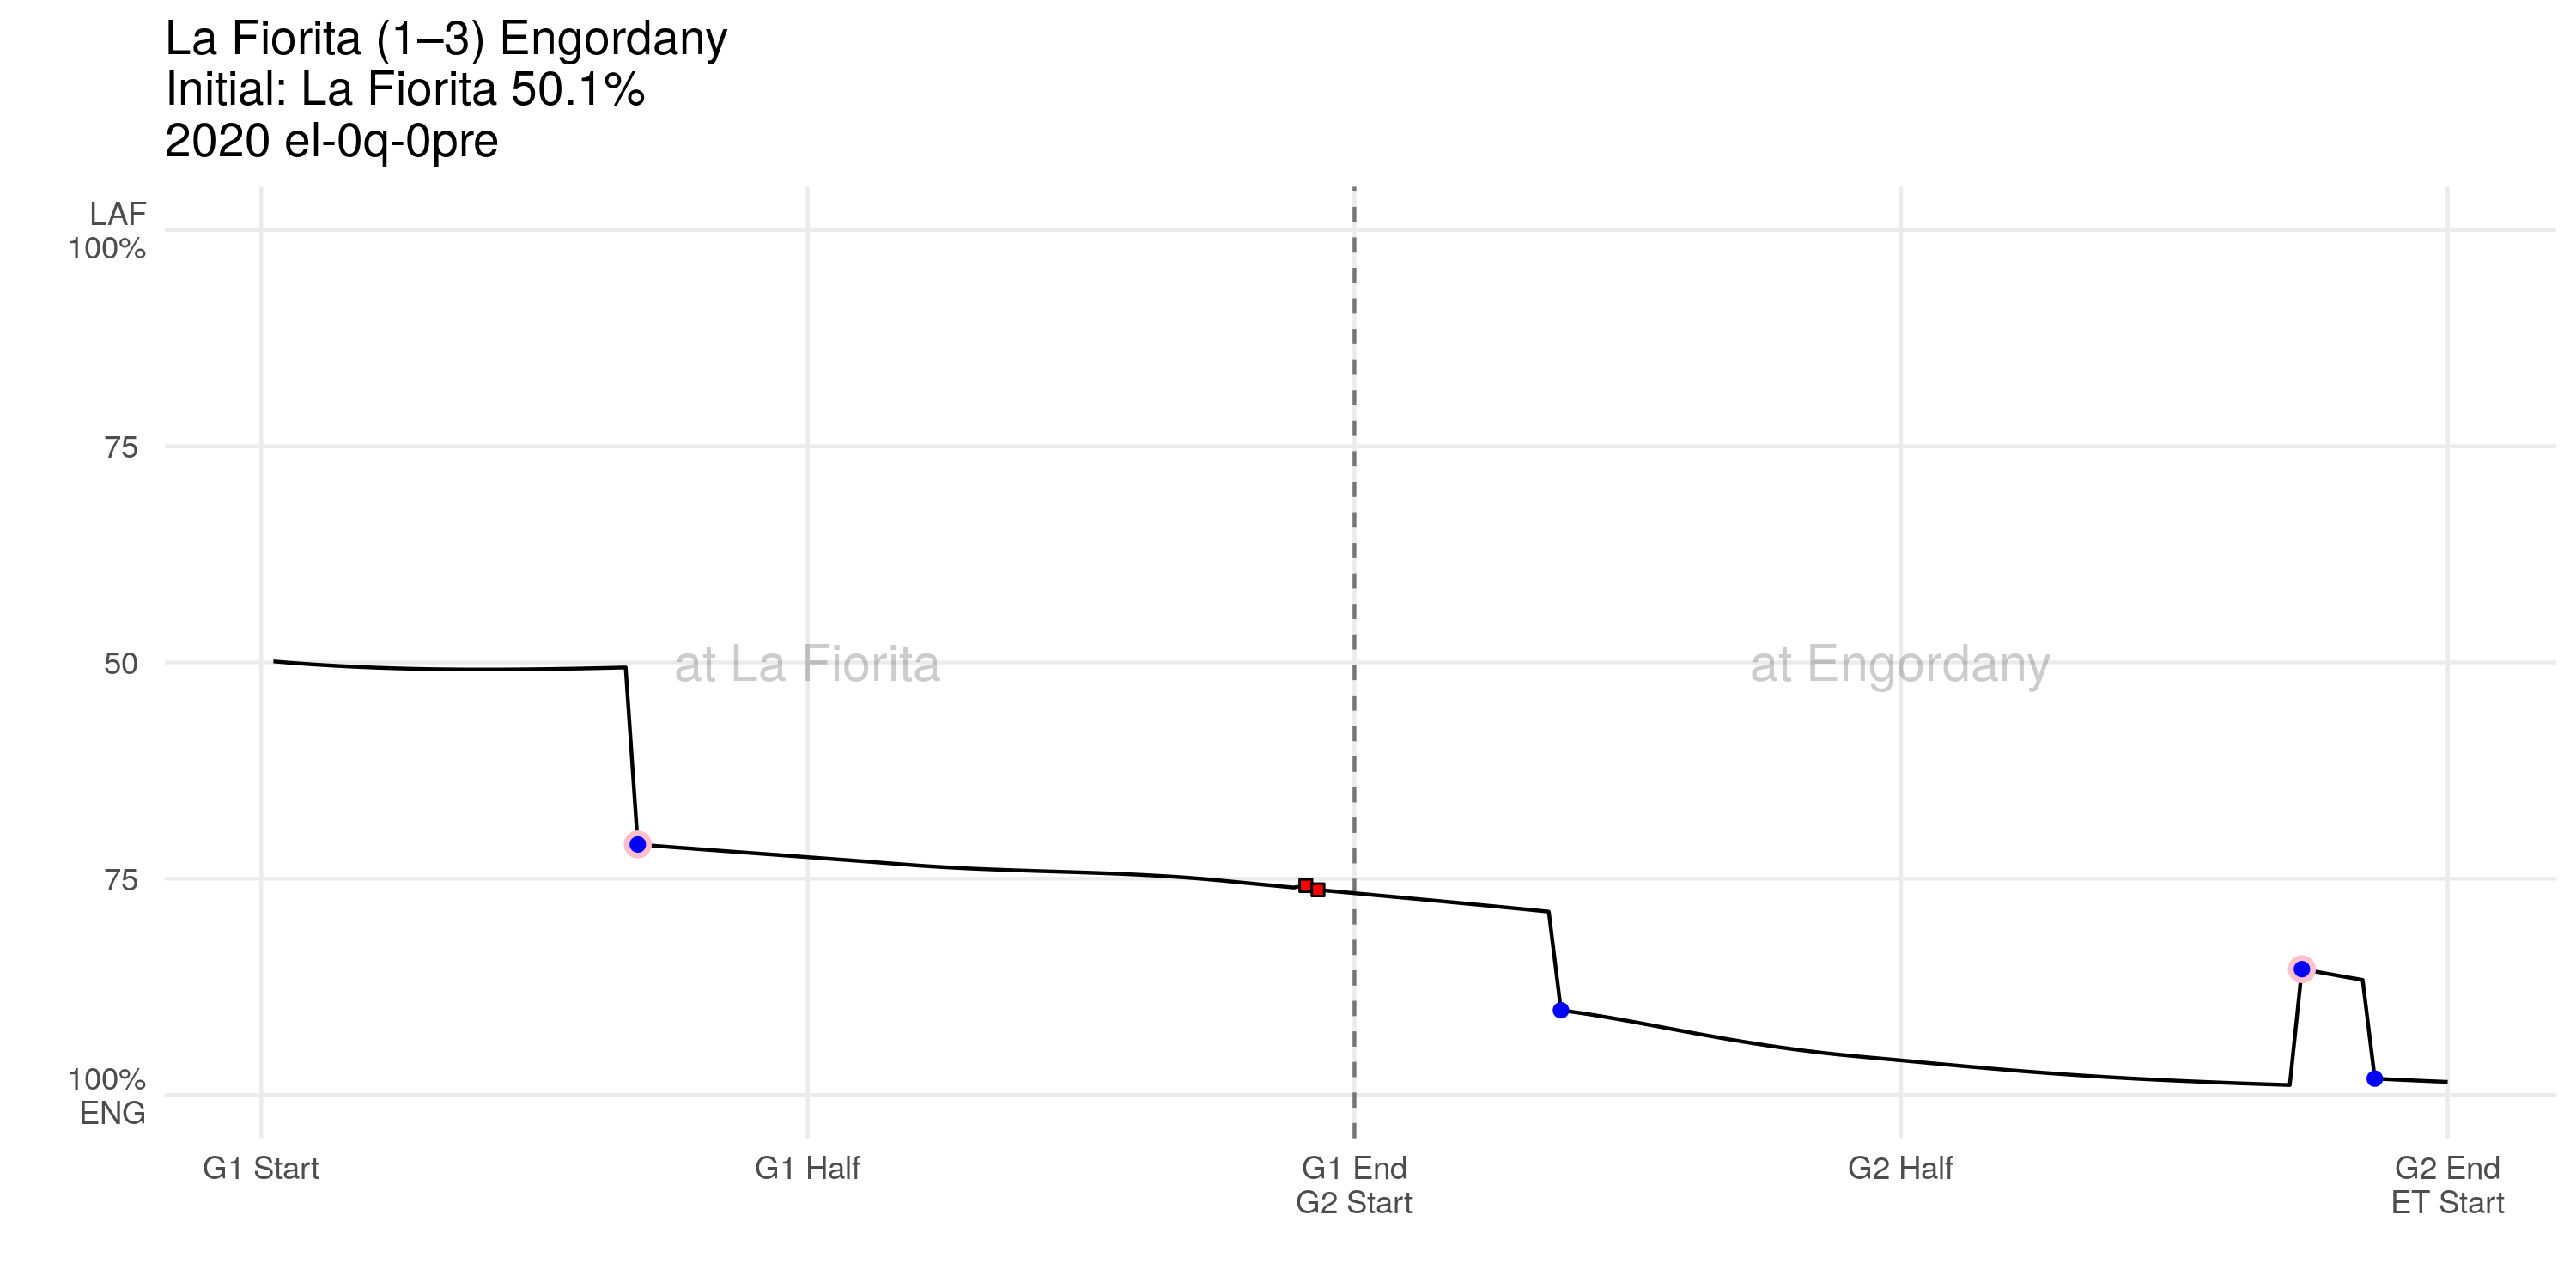 La Fiorita (1–3) Engordany
Initial: La Fiorita 50.1%
2020 el-0q-0pre
LAF
100%
75
50
75
100%
ENG
at La Fiorita
at Engordany
G1 Start
G1 Half
G1 End
G2 Start
G2 Half
G2 End
ET Start